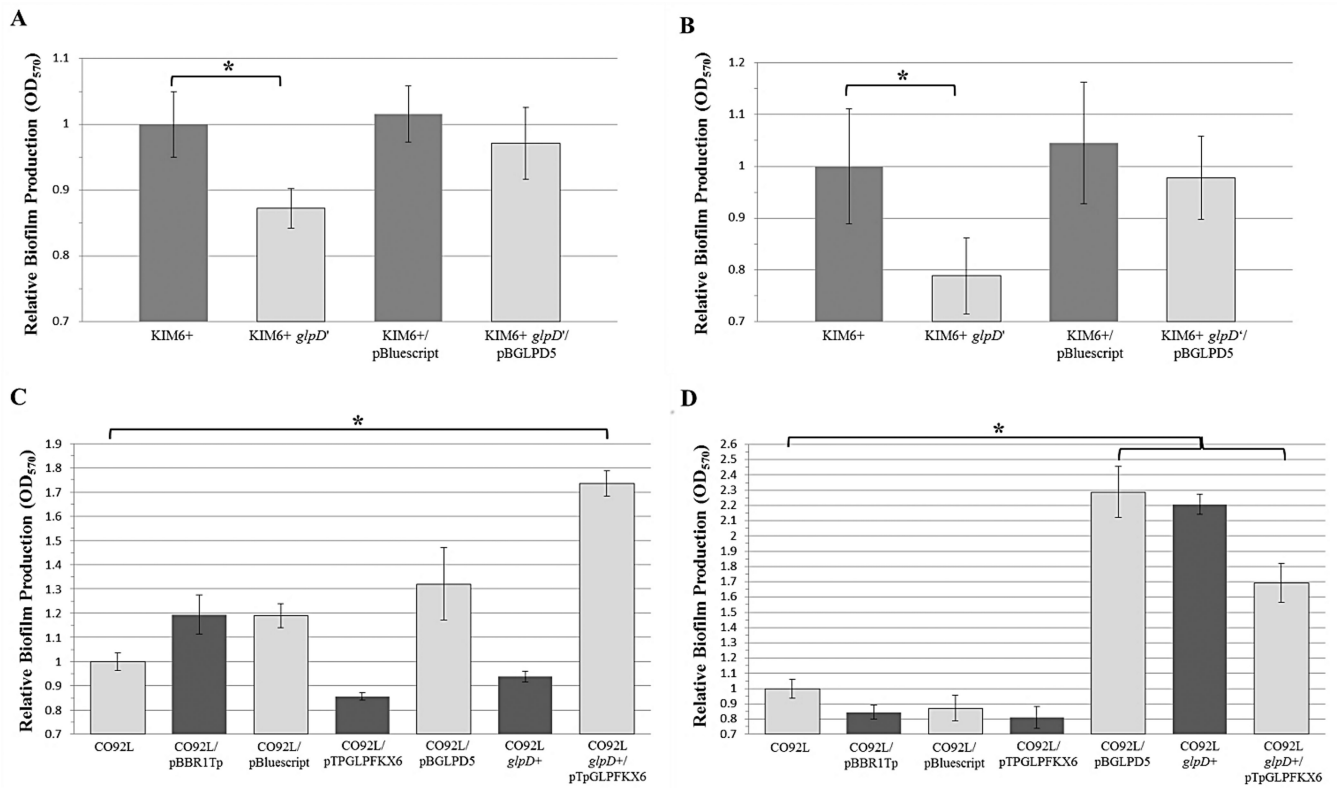 A
Relative Biofilm Production (OD570)
1.1
1
0.9
0.8
0.7
*
KIM6+
KIM6+ glpD'
KIM6+/
pBluescript
KIM6+ glpD'/
pBGLPD5
B
Relative Biofilm Production (OD570)
1.2
1.1
1
0.9
0.8
0.7
*
KIM6+
KIM6+ glpD'
KIM6+/
pBluescript
KIM6+ glpD‘/
pBGLPD5
C
Relative Biofilm Production (OD570)
1.9
1.8
1.7
1.6
1.5
1.4
1.3
1.2
1.1
1
0.9
0.8
0.7
*
CO92L
CO92L/
pBBR1Tp
CO92L/
pBluescript
CO92L/
pTPGLPFKX6
CO92L/
pBGLPD5
CO92L
glpD+
CO92L
glpD+/
pTpGLPFKX6
D
Relative Biofilm Production (OD570)
2.6
2.5
2.4
2.3
2.2
2.1
2
1.9
1.8
1.7
1.6
1.5
1.4
1.3
1.2
1.1
1
0.9
0.8
0.7
*
CO92L
CO92L/
pBBR1Tp
CO92L/
pBluescript
CO92L/
pTPGLPFKX6
CO92L/
pBGLPD5
CO92L
glpD+
CO92L
glpD+/
pTpGLPFKX6